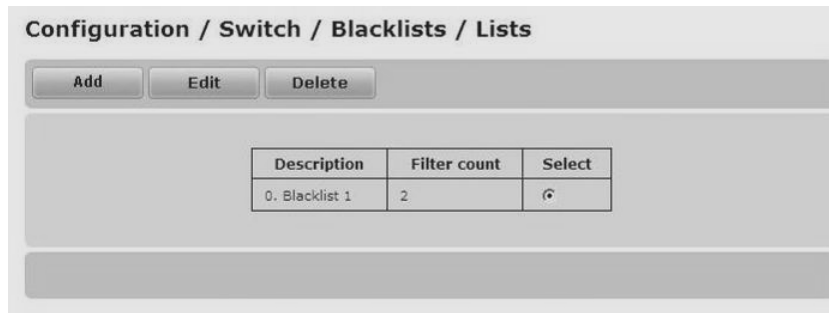 Configuration / Switch / Blacklists / Lists
Add Edit Delete
Description Filter count Select
0. Blacklist 1 2